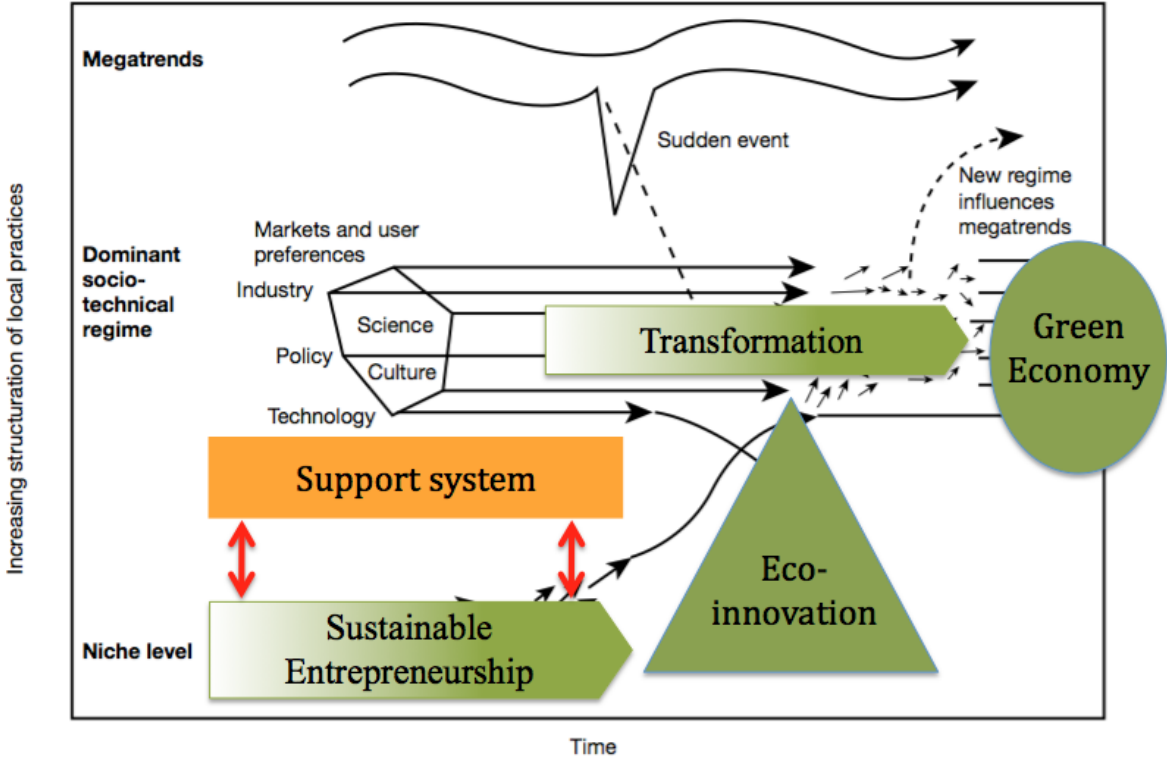 Megatrends
Sudden event
New regime
influences
megatrends
Increasing structuration of local practices
Markets and user
preferences
Dominant
socio-
technical
regime
Industry
Science
Policy
Culture
Technology
Transformation
Green
Economy
Support system
Eco-
innovation
Sustainable
Entrepreneurship
Niche level
Time